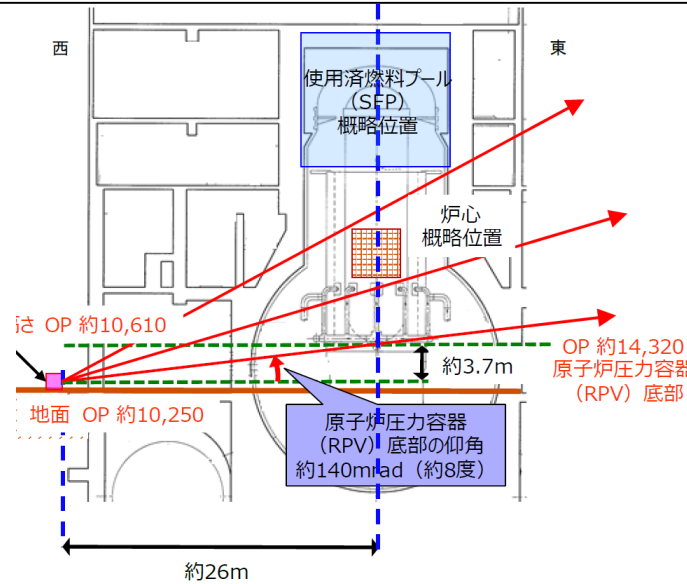 西
東
使用済燃料プール
(SFP)
概略位置
炉心
概略位置
高さ OP 約10,610
約3.7m
OP 約14,320
原子炉圧力容器
(RPV)底部
地面 OP 約10,250
原子炉圧力容器
(RPV)底部の仰角
約140mrad(約8度)
約26m